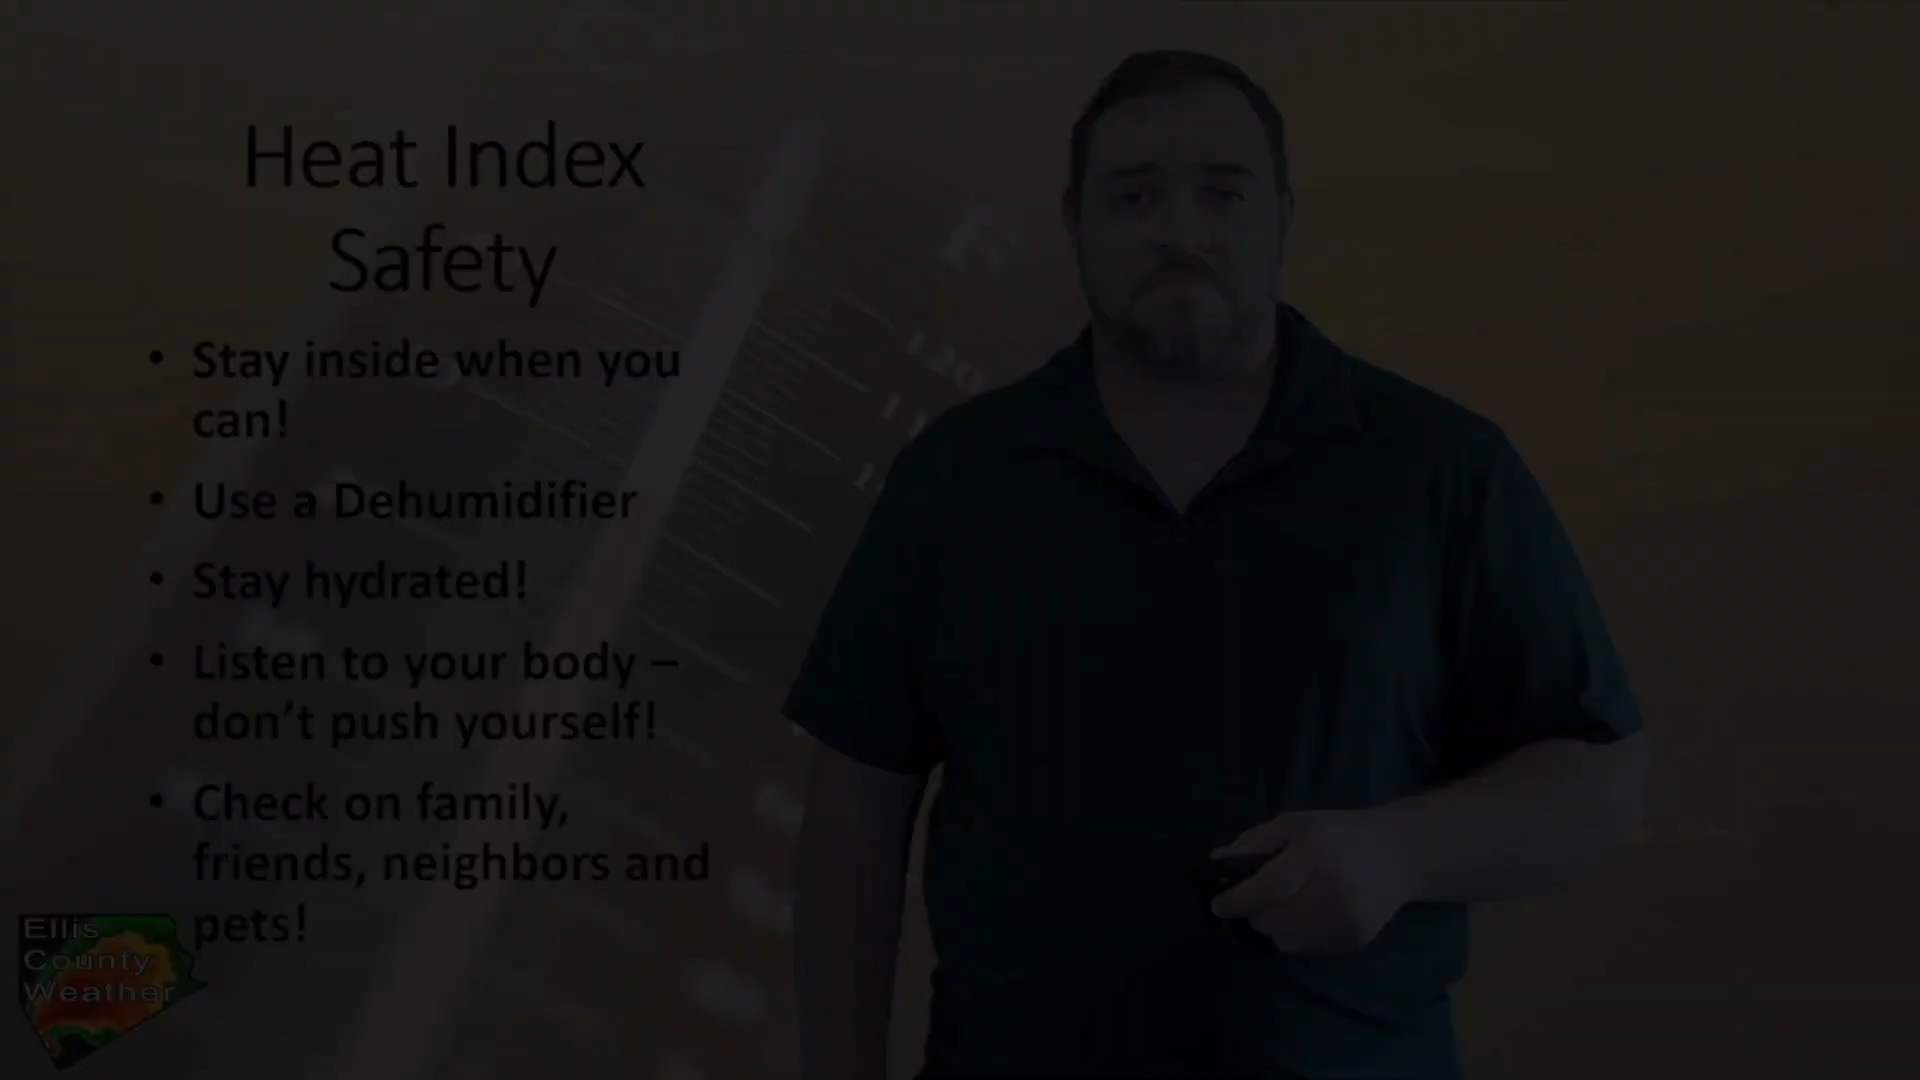 Heat Index
Safety
• Stay inside when you
can!
• Use a Dehumidifier
• Stay hydrated!
• Listen to your body –
don’t push yourself!
• Check on family,
friends, neighbors and
pets!
Ellis
County
Weather
120